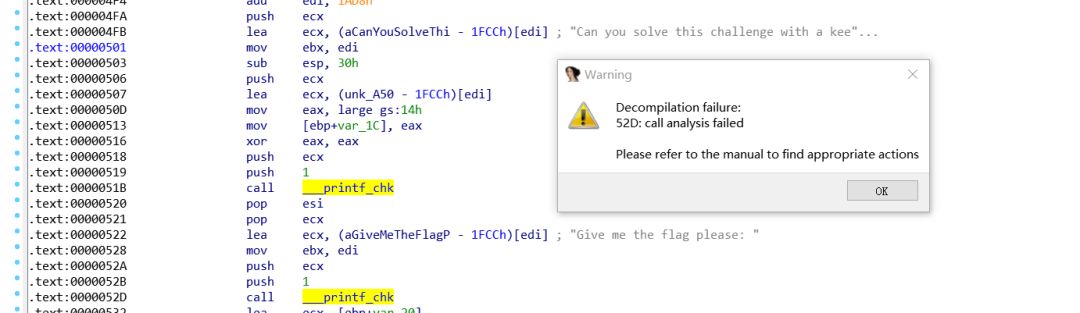 .text:000004F4 add edi, 1AD8h
.text:000004FA push ecx
.text:000004FB lea ecx, (aCanYouSolveThi - 1FCCh)[edi] ; "Can you solve this challenge with a kee"...
.text:00000501 mov ebx, edi
.text:00000503 sub esp, 30h
.text:00000506 push ecx
.text:00000507 lea ecx, (unk_A50 - 1FCCh)[edi]
.text:0000050D mov eax, large gs:14h
.text:00000513 mov [ebp+var_1C], eax
.text:00000516 xor eax, eax
.text:00000518 push ecx
.text:00000519 push 1
.text:0000051B call ___printf_chk
.text:00000520 pop esi
.text:00000521 pop ecx
.text:00000522 lea ecx, (aGiveMeTheFlagP - 1FCCh)[edi] ; "Give me the flag please: "
.text:00000528 mov ebx, edi
.text:0000052A push ecx
.text:0000052B push 1
.text:0000052D call ___printf_chk
.text:00000532 lea ecx, [ebp+var_20]
Warning
Decompilation failure:
52D: call analysis failed
Please refer to the manual to find appropriate actions
OK